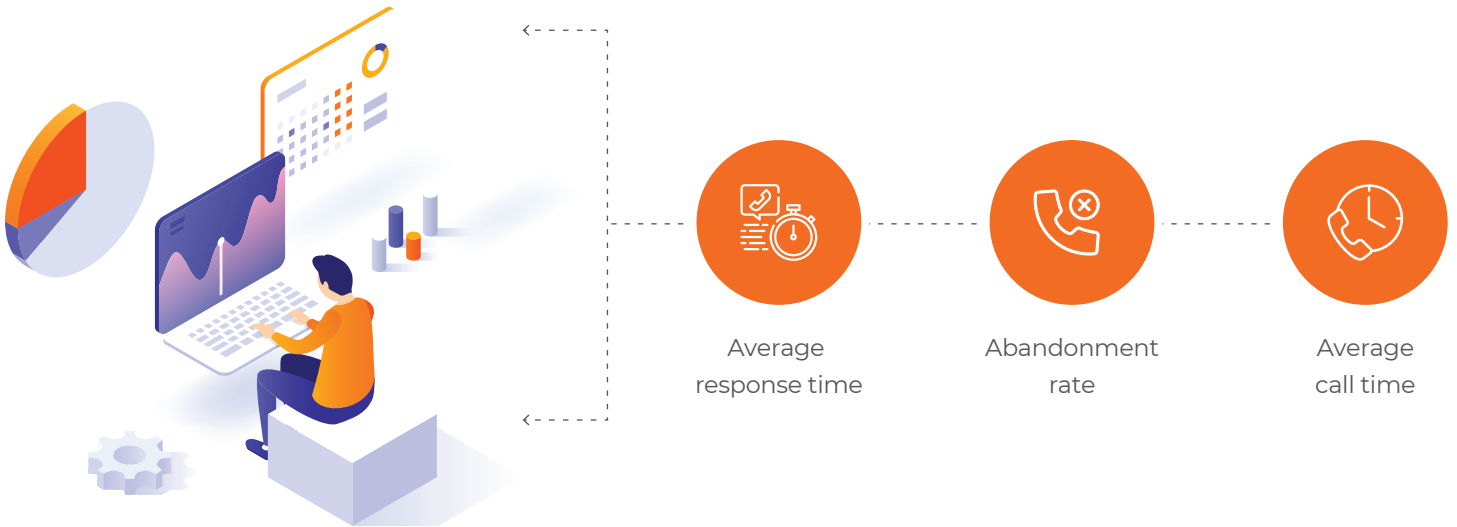 Average
response time
Abandonment
rate
Average
call time